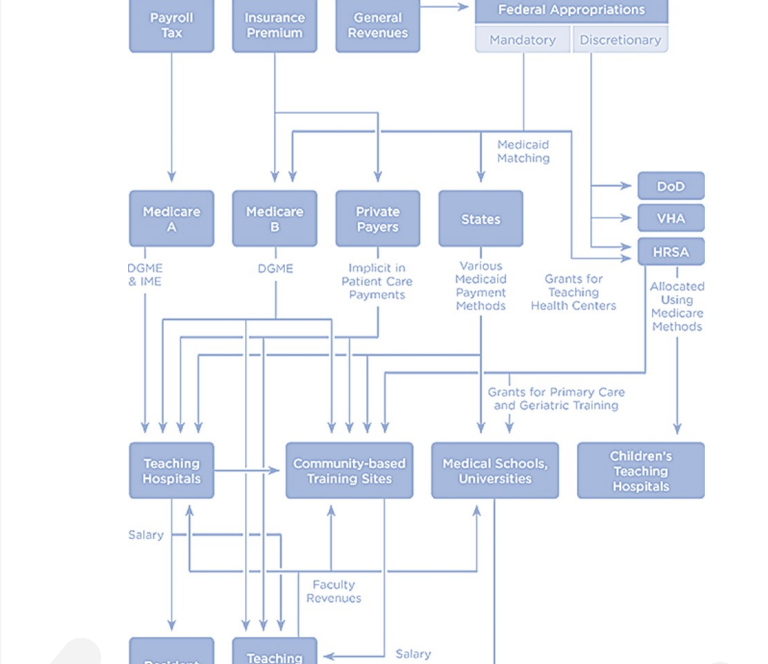 Payroll
Tax
Insurance
Premium
General
Revenues
Federal Appropriations
Mandatory
Discretionary
Medicaid
Matching
DoD
VHA
HRSA
Medicare
A
Medicare
B
Private
Payers
States
DGME
& IME
DGME
Implicit in
Patient Care
Payments
Various
Medicaid
Payment
Methods
Grants for
Teaching
Health Centers
Allocated
Using
Medicare
Methods
Grants for Primary Care
and Geriatric Training
Teaching
Hospitals
Community-based
Training Sites
Medical Schools,
Universities
Children's
Teaching
Hospitals
Salary
Faculty
Revenues
Salary
Teaching